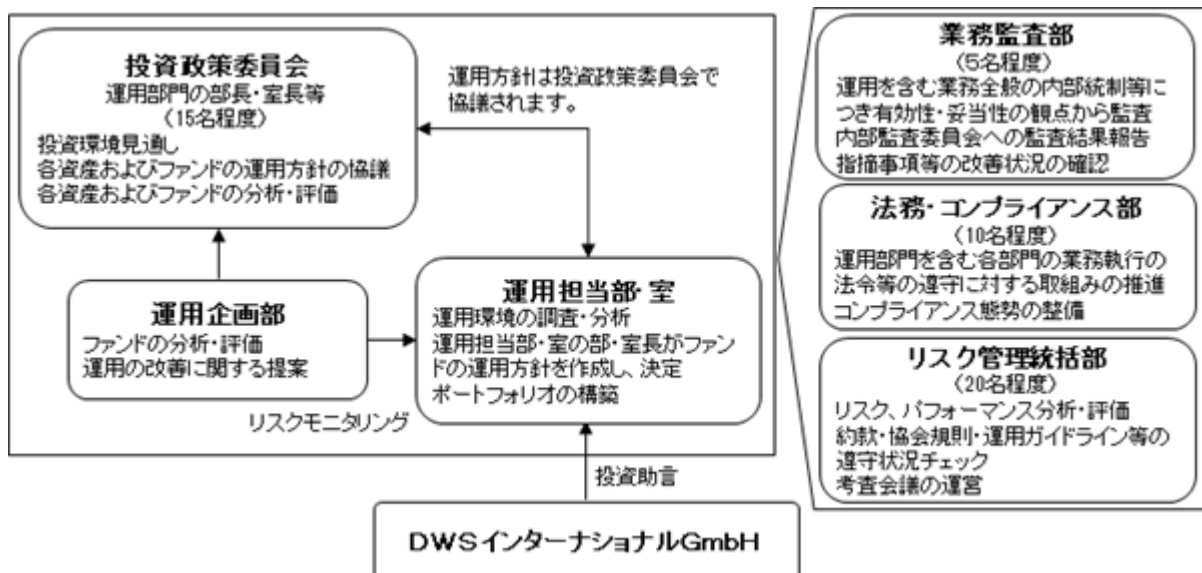 投資政策委員会
運用部門の部長・室長等
(15名程度)
投資環境見通し
各資産およびファンドの運用方針の協議
各資産およびファンドの分析・評価
運用方針は投資政策委員会で
協議されます。
運用企画部
ファンドの分析・評価
運用の改善に関する提案
リスクモニタリング
運用担当部・室
運用環境の調査・分析
運用担当部・室の部・室長がファン
ドの運用方針を作成し、決定
ポートフォリオの構築
投資助言
DWSインターナショナルGmbH
業務監査部
(5名程度)
運用を含む業務全般の内部統制等に
つき有効性・妥当性の観点から監査
内部監査委員会への監査結果報告
指摘事項等の改善状況の確認
法務・コンプライアンス部
(10名程度)
運用部門を含む各部門の業務執行の
法令等の遵守に対する取組みの推進
コンプライアンス態勢の整備
リスク管理統括部
(20名程度)
リスク、パフォーマンス分析・評価
約款・協会規則・運用ガイドライン等の
遵守状況チェック
考査会議の運営